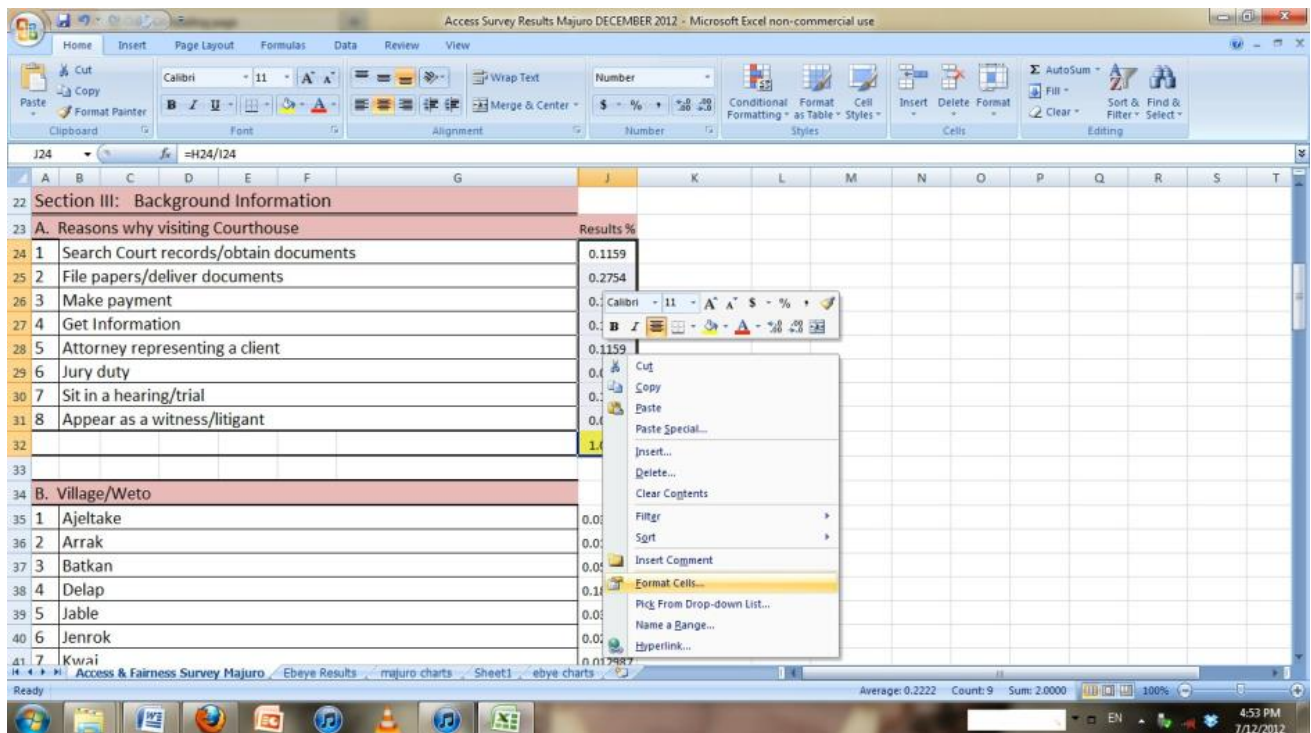 Access Survey Results Majuro DECEMBER 2012 - Microsoft Excel non-commercial use
Home Insert Page Layout Formulas Data Review View
Paste
Cut
Copy
Format Painter
Clipboard
Calibri 11 A A
B I U A
Font
Wrap Text
Merge & Center
Alignment
Number
$ % ,
Number
Conditional Formatting
Format as Table
Cell Styles
Styles
Insert Delete Format
Cells
Σ AutoSum
Fill
Clear
Sort & Filter
Find & Select
Editing
J24 fx =H24/I24
A B C D E F G J K L M N O P Q R S T
22 Section III: Background Information
23 A. Reasons why visiting Courthouse Results %
24 1 Search Court records/obtain documents 0.1159
25 2 File papers/deliver documents 0.2754
26 3 Make payment
27 4 Get Information
28 5 Attorney representing a client 0.1159
29 6 Jury duty
30 7 Sit in a hearing/trial
31 8 Appear as a witness/litigant
32
33
34 B. Village/Weto
35 1 Ajeltake
36 2 Arrak
37 3 Batkan
38 4 Delap
39 5 Jable
40 6 Jenrok
41 7 Kwai 0.012987
Calibri 11 A A $ % ,
B I A
Cut
Copy
Paste
Paste Special...
Insert...
Delete...
Clear Contents
Filter
Sort
Insert Comment
Format Cells...
Pick From Drop-down List...
Name a Range...
Hyperlink...
Access & Fairness Survey Majuro Ebeye Results majuro charts Sheet1 ebye charts
Ready Average: 0.2222 Count: 9 Sum: 2.0000 100%
EN 4:53 PM
7/12/2012